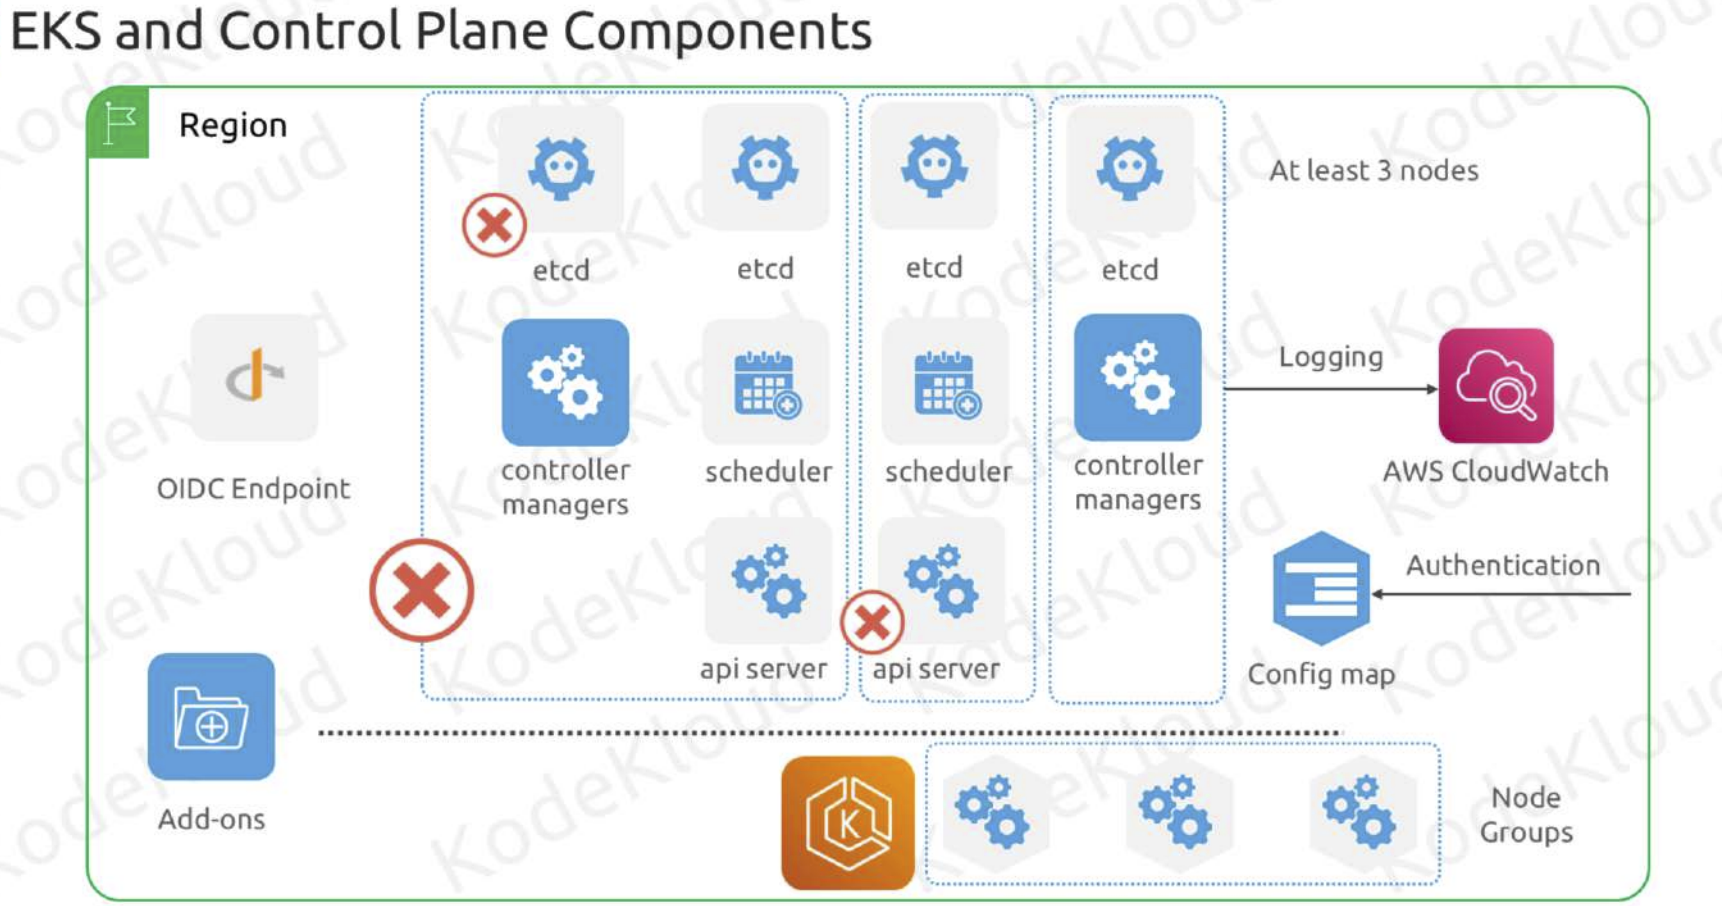 EKS and Control Plane Components
Region
At least 3 nodes
etcd
etcd
etcd
etcd
OIDC Endpoint
controller
managers
scheduler
scheduler
controller
managers
Logging
AWS CloudWatch
api server
api server
Authentication
Config map
Add-ons
K
Node
Groups
KodeKloud